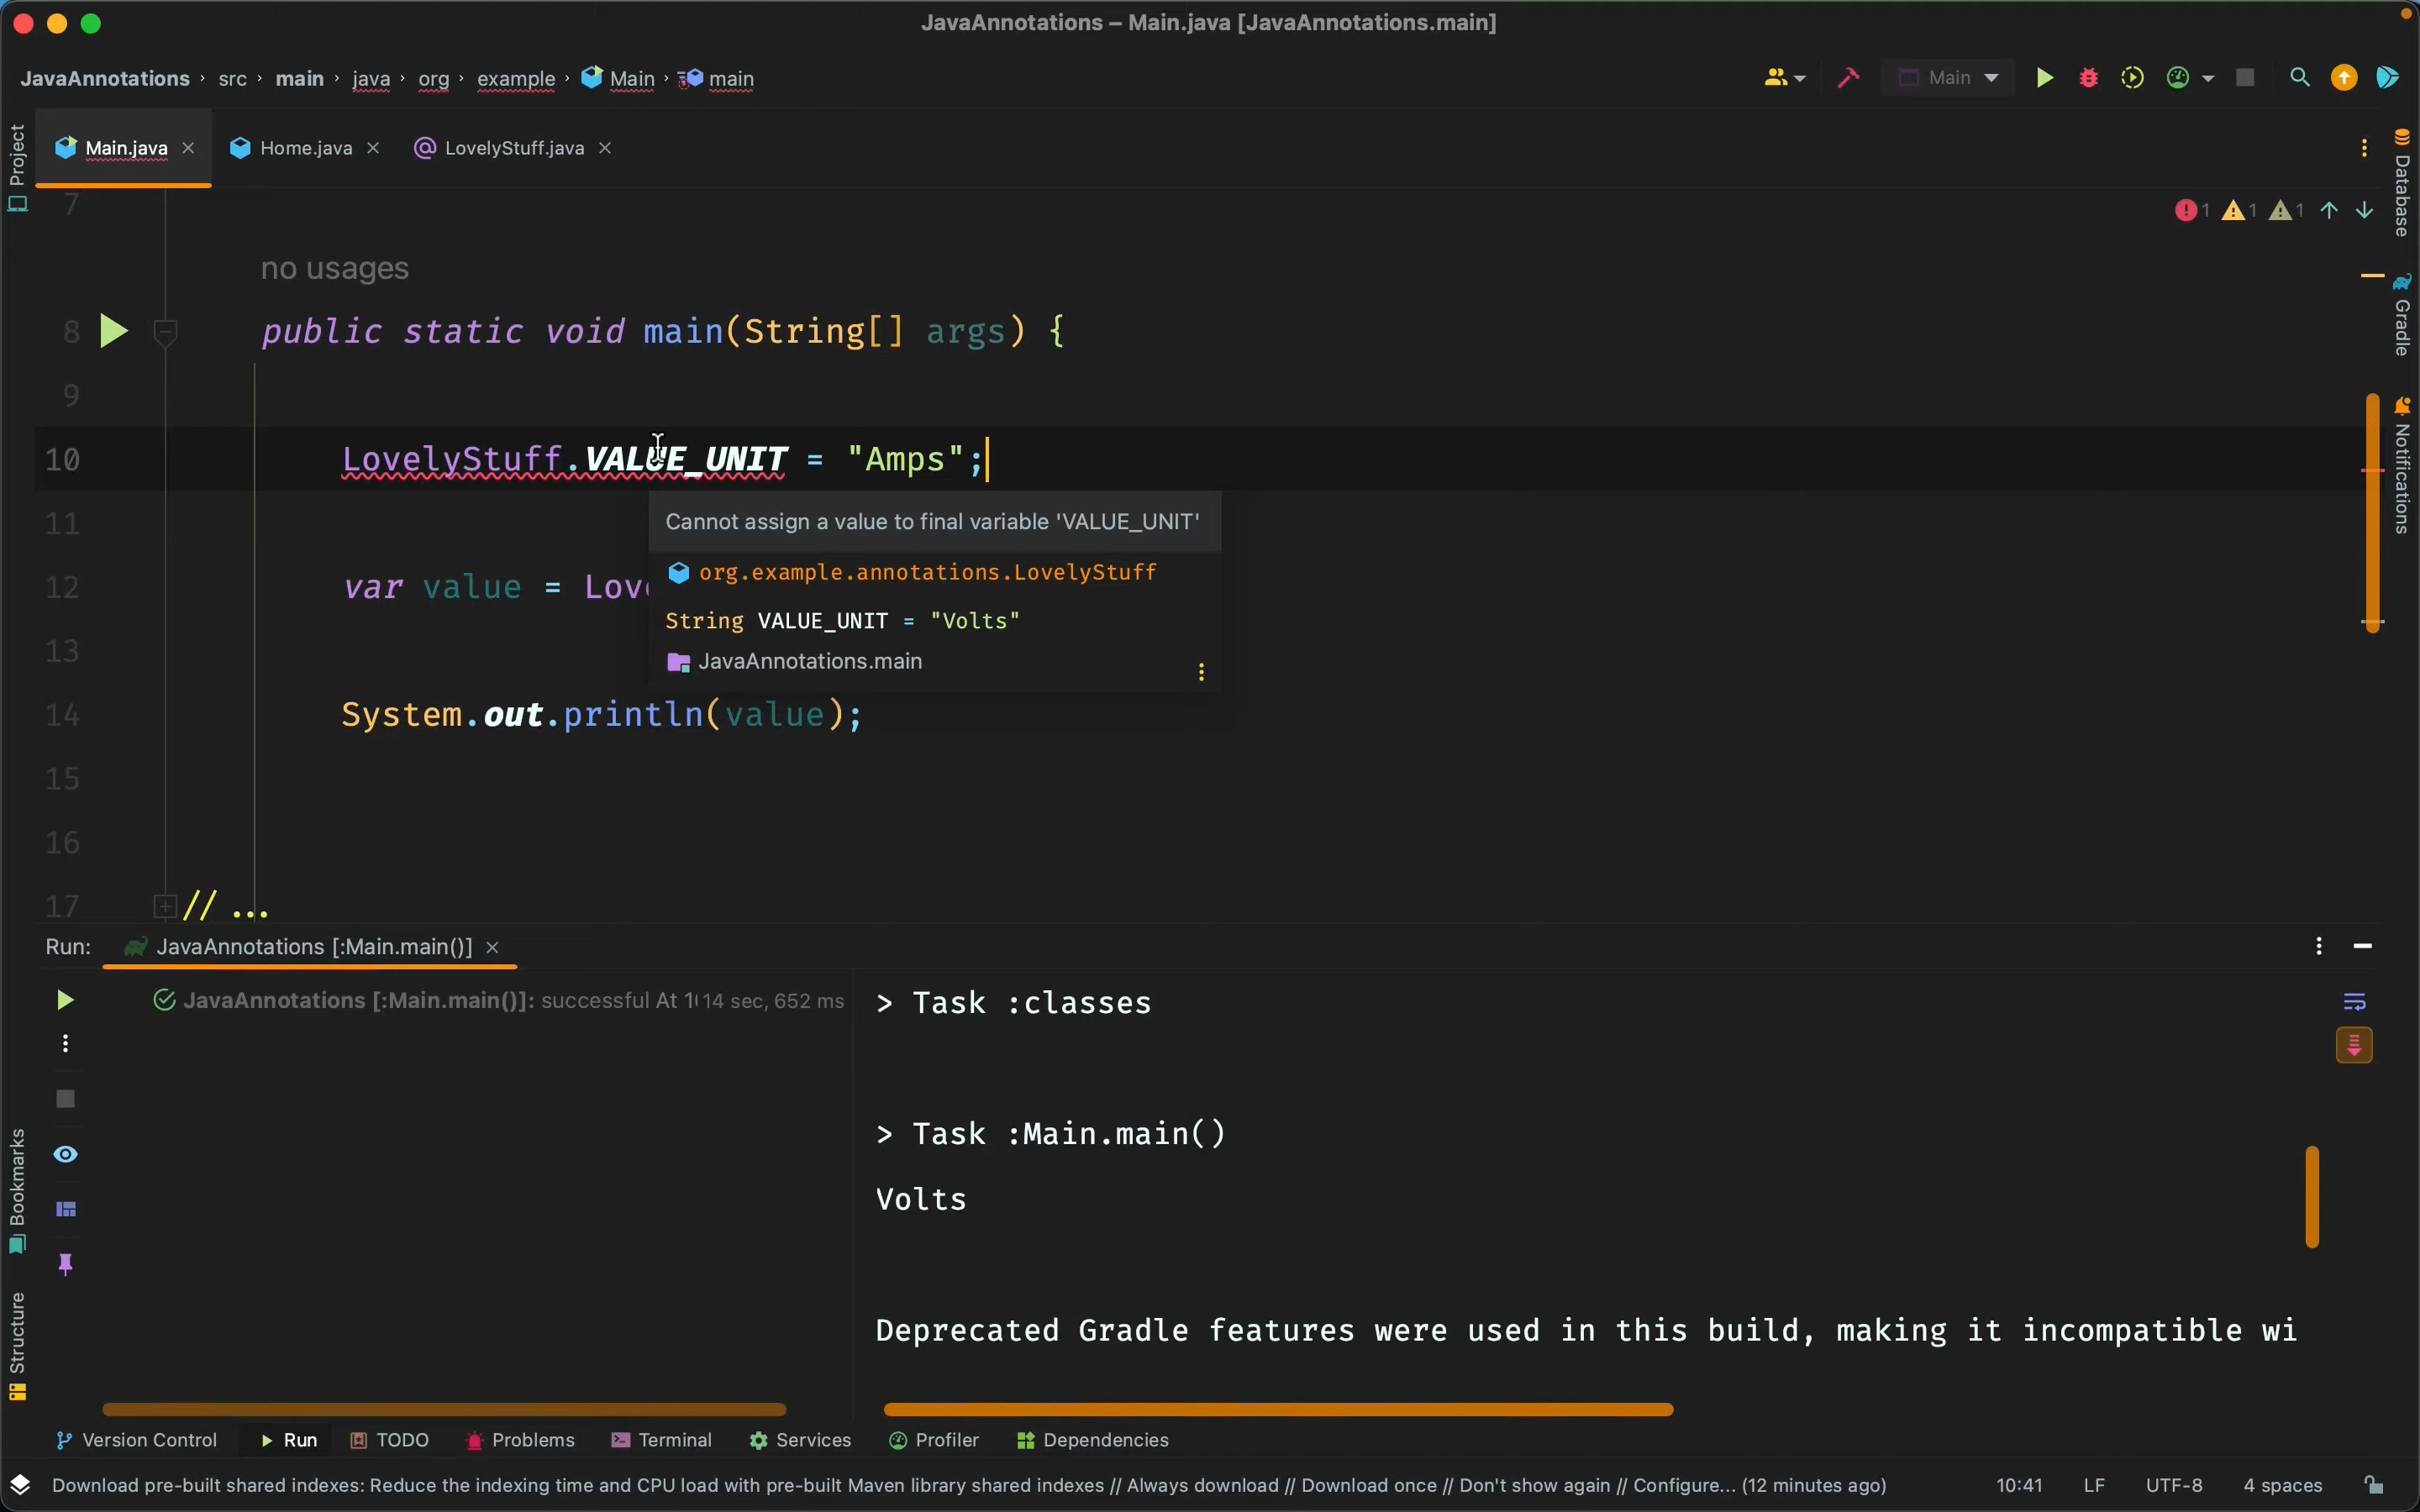 JavaAnnotations – Main.java [JavaAnnotations.main]
JavaAnnotations › src › main › java › org › example › Main › main
Main
Main.java
Home.java
LovelyStuff.java
Project
Database
Gradle
Notifications
1 1 1
7
no usages
8 public static void main(String[] args) {
9
10 LovelyStuff.VALUE_UNIT = "Amps";
Cannot assign a value to final variable 'VALUE_UNIT'
org.example.annotations.LovelyStuff
String VALUE_UNIT = "Volts"
JavaAnnotations.main
11
12 var value = Lov
13
14 System.out.println(value);
15
16
17 // ...
Run: JavaAnnotations [:Main.main()]
JavaAnnotations [:Main.main()]: successful At 1 14 sec, 652 ms
> Task :classes
> Task :Main.main()
Volts
Deprecated Gradle features were used in this build, making it incompatible wi
Bookmarks
Structure
Version Control Run TODO Problems Terminal Services Profiler Dependencies
Download pre-built shared indexes: Reduce the indexing time and CPU load with pre-built Maven library shared indexes // Always download // Download once // Don't show again // Configure... (12 minutes ago) 10:41 LF UTF-8 4 spaces